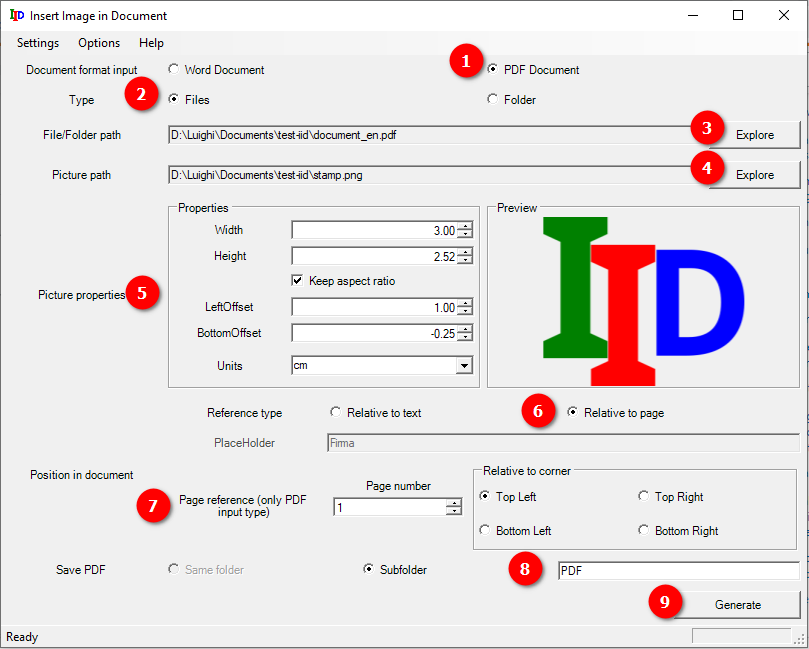 IID Insert Image in Document
Settings Options Help
Document format input Word Document 1 PDF Document
Type 2 Files Folder
File/Folder path D:\Luighi\Documents\test-iid\document_en.pdf 3 Explore
Picture path D:\Luighi\Documents\test-iid\stamp.png 4 Explore
Picture properties 5
Properties
Width 3.00
Height 2.52
Keep aspect ratio
LeftOffset 1.00
BottomOffset -0.25
Units cm
Preview
IID
Reference type Relative to text 6 Relative to page
PlaceHolder Firma
Position in document
7 Page reference (only PDF
input type)
Page number
1
Relative to corner
Top Left Top Right
Bottom Left Bottom Right
Save PDF Same folder Subfolder 8 PDF
9 Generate
Ready